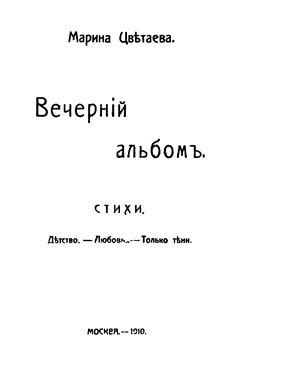 Марина Цвѣтаева.
Вечерній
альбомъ.
СТИХИ.
Дѣтство. — Любовь. — Только тѣни.
МОСКВА. — 1910.